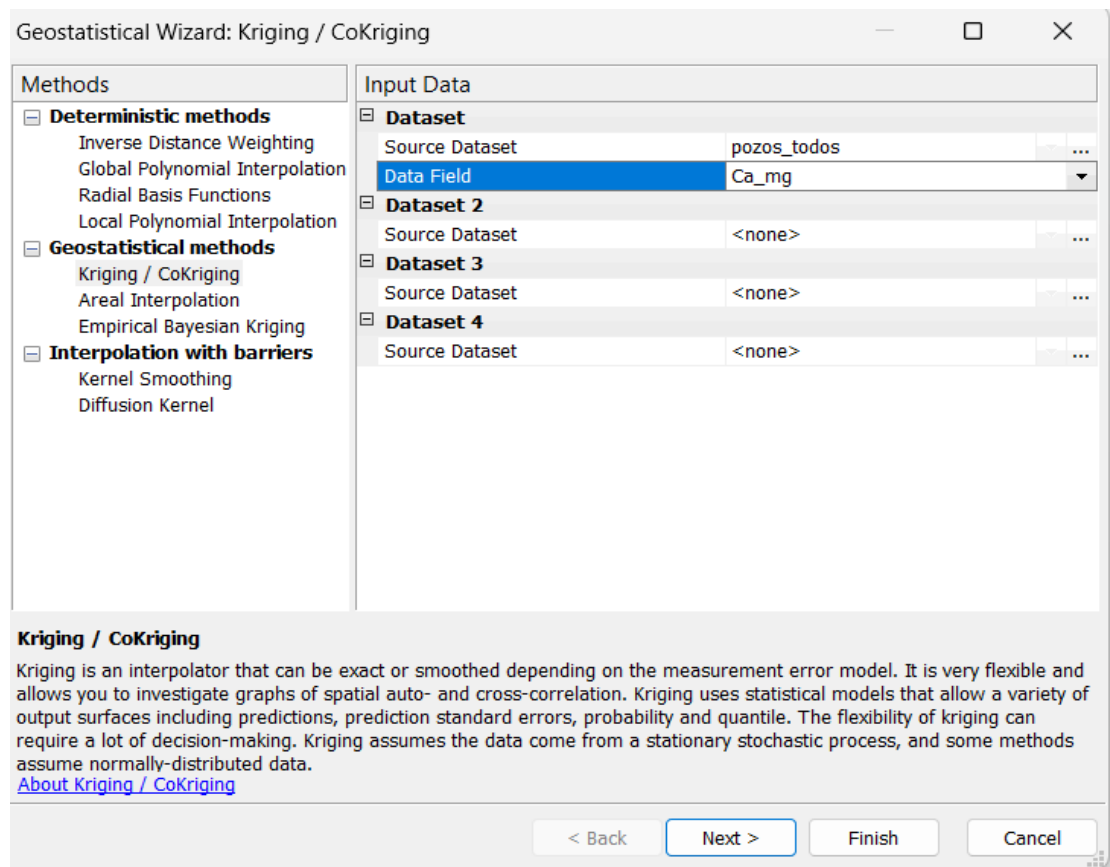 Geostatistical Wizard: Kriging / CoKriging
Methods
Deterministic methods
Inverse Distance Weighting
Global Polynomial Interpolation
Radial Basis Functions
Local Polynomial Interpolation
Geostatistical methods
Kriging / CoKriging
Areal Interpolation
Empirical Bayesian Kriging
Interpolation with barriers
Kernel Smoothing
Diffusion Kernel
Input Data
Dataset
Source Dataset pozos_todos ...
Data Field Ca_mg
Dataset 2
Source Dataset <none> ...
Dataset 3
Source Dataset <none> ...
Dataset 4
Source Dataset <none> ...
Kriging / CoKriging
Kriging is an interpolator that can be exact or smoothed depending on the measurement error model. It is very flexible and
allows you to investigate graphs of spatial auto- and cross-correlation. Kriging uses statistical models that allow a variety of
output surfaces including predictions, prediction standard errors, probability and quantile. The flexibility of kriging can
require a lot of decision-making. Kriging assumes the data come from a stationary stochastic process, and some methods
assume normally-distributed data.
About Kriging / CoKriging
< Back Next > Finish Cancel